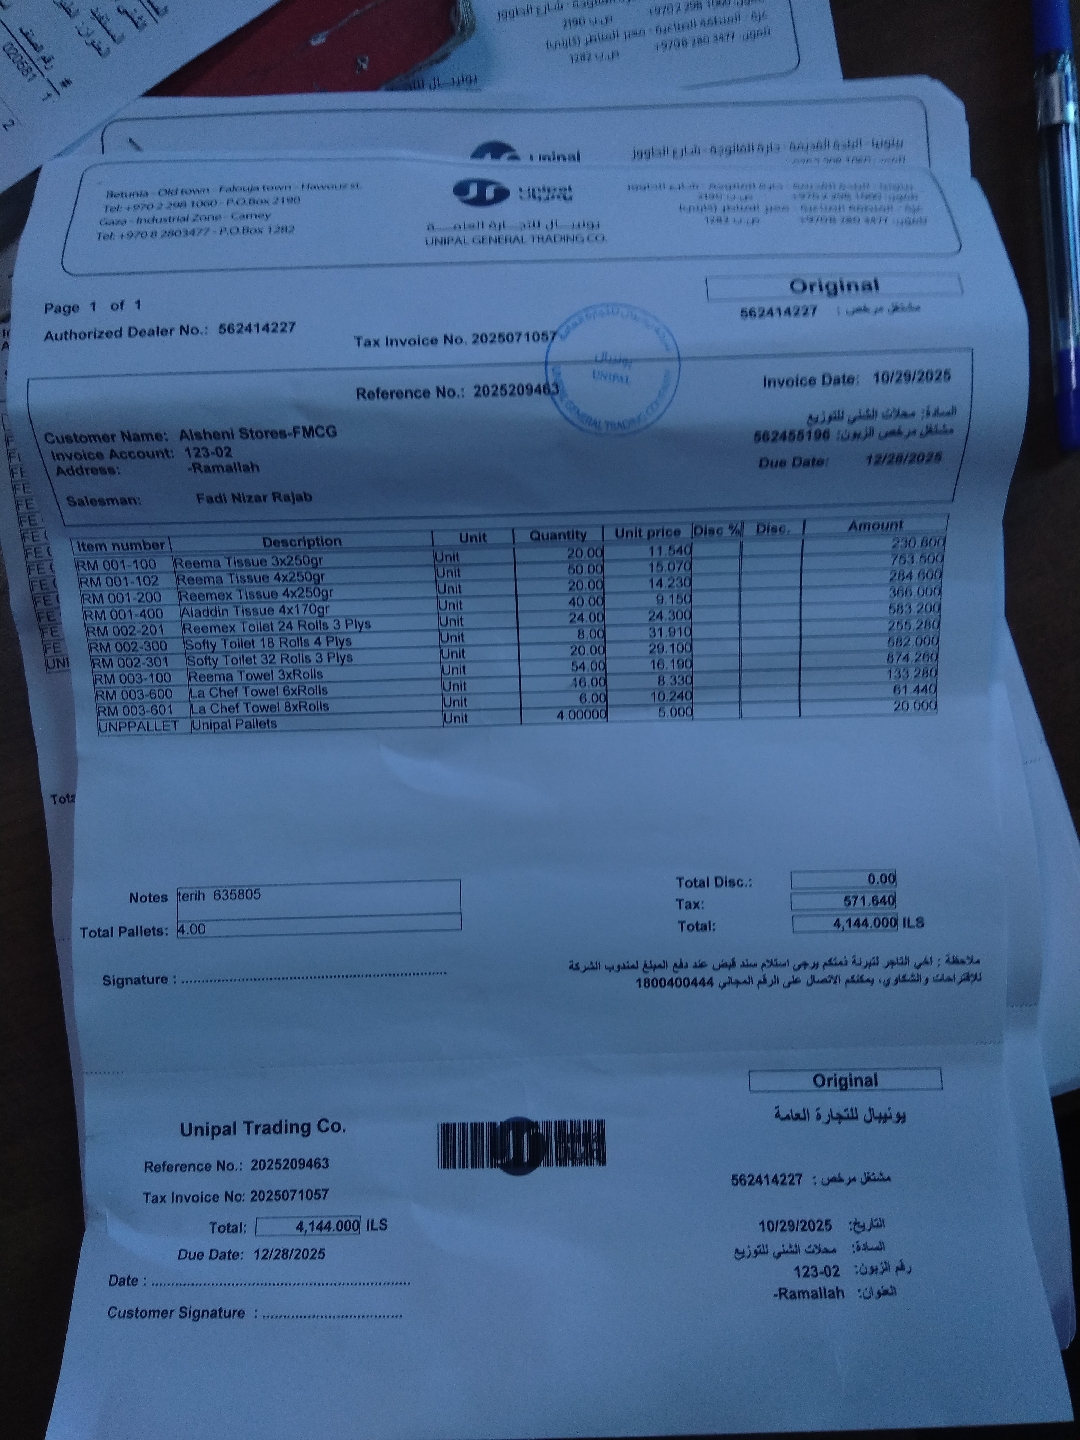 Betunia - Old town - Falouja town - Hawouz st.
Tel: +970 2 298 1060 - P.O.Box 2190
Gaza - Industrial Zone - Carney
Tel: +970 8 2803477 - P.O.Box 1282
Unipal
يونيبال للتجارة العامة
UNIPAL GENERAL TRADING CO.
Original
Page 1 of 1
562414227 : مشتغل مرخص
Authorized Dealer No.: 562414227
Tax Invoice No. 2025071057
يونيبال
UNIPAL
UNIPAL GENERAL TRADING COMPANY
Reference No.: 2025209463
Invoice Date: 10/29/2025
السادة: محلات الشني للتوزيع
Customer Name: Alsheni Stores-FMCG
مشتغل مرخص الزبون: 562455196
Invoice Account: 123-02
Address: -Ramallah
Due Date: 12/28/2025
Salesman: Fadi Nizar Rajab
Item number Description Unit Quantity Unit price Disc % Disc. Amount
RM 001-100 Reema Tissue 3x250gr Unit 20.00 11.540 230.800
RM 001-102 Reema Tissue 4x250gr Unit 50.00 15.070 753.500
RM 001-200 Reemex Tissue 4x250gr Unit 20.00 14.230 284.600
RM 001-400 Aladdin Tissue 4x170gr Unit 40.00 9.150 366.000
RM 002-201 Reemex Toilet 24 Rolls 3 Plys Unit 24.00 24.300 583.200
RM 002-300 Softy Toilet 18 Rolls 4 Plys Unit 8.00 31.910 255.280
RM 002-301 Softy Toilet 32 Rolls 3 Plys Unit 20.00 29.100 582.000
RM 003-100 Reema Towel 3xRolls Unit 54.00 16.190 874.260
RM 003-600 La Chef Towel 6xRolls Unit 16.00 8.330 133.280
RM 003-601 La Chef Towel 8xRolls Unit 6.00 10.240 61.440
UNPPALLET Unipal Pallets Unit 4.00000 5.000 20.000
Notes terih 635805
Total Disc.: 0.00
Tax: 571.640
Total Pallets: 4.00
Total: 4,144.000 ILS
ملاحظة : اخي التاجر لتبرئة ذمتكم يرجى استلام سند قبض عند دفع المبلغ لمندوب الشركة
Signature :
للإقتراحات والشكاوي، يمكنكم الاتصال على الرقم المجاني 1800400444
Original
Unipal Trading Co.
يونيبال للتجارة العامة
Reference No.: 2025209463
562414227 : مشتغل مرخص
Tax Invoice No: 2025071057
Total: 4,144.000 ILS
التاريخ: 10/29/2025
Due Date: 12/28/2025
السادة: محلات الشني للتوزيع
Date :
رقم الزبون: 123-02
العنوان: -Ramallah
Customer Signature :